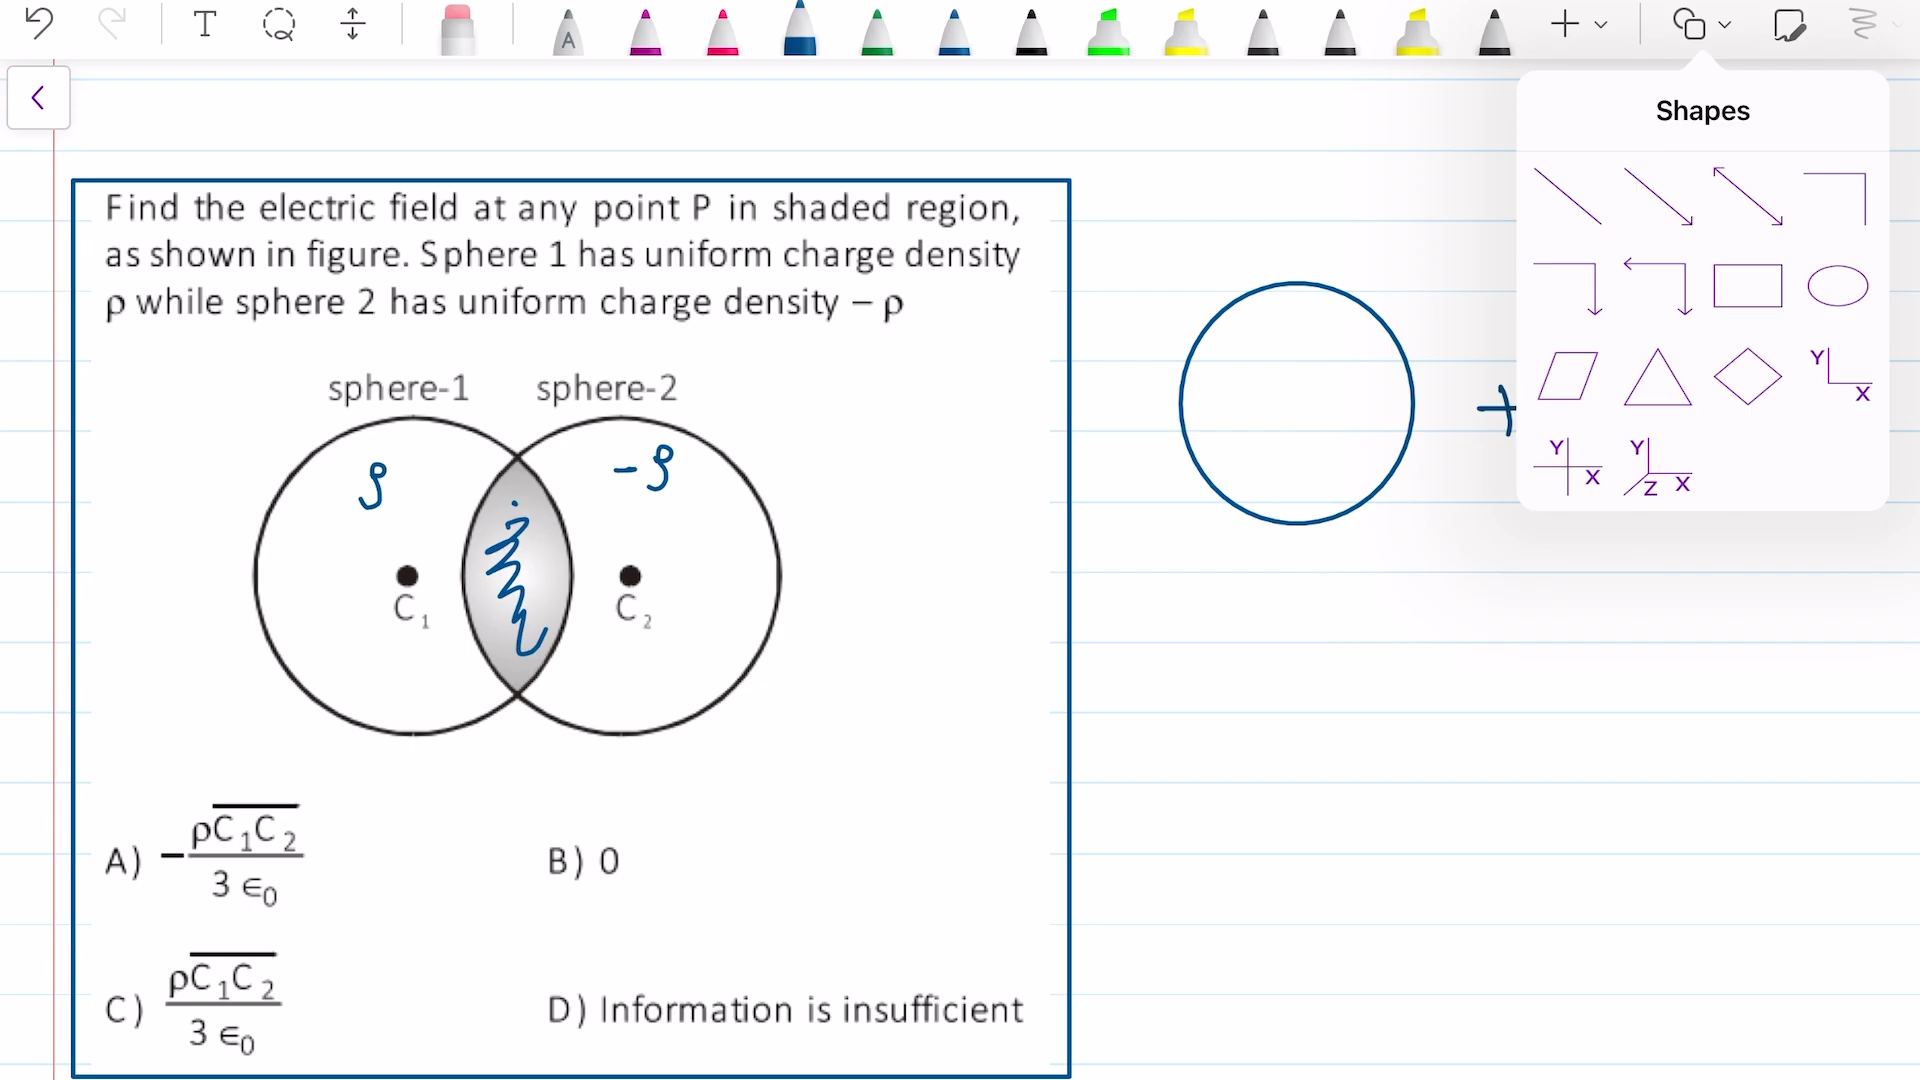 T
A
Shapes
Find the electric field at any point P in shaded region,
as shown in figure. Sphere 1 has uniform charge density
ρ while sphere 2 has uniform charge density – ρ
sphere-1 sphere-2
ρ -ρ
C₁ C₂
A) -ρC₁C₂ / 3 ∈₀
B) 0
C) ρC₁C₂ / 3 ∈₀
D) Information is insufficient
+
Y X
Y X
Y Z X